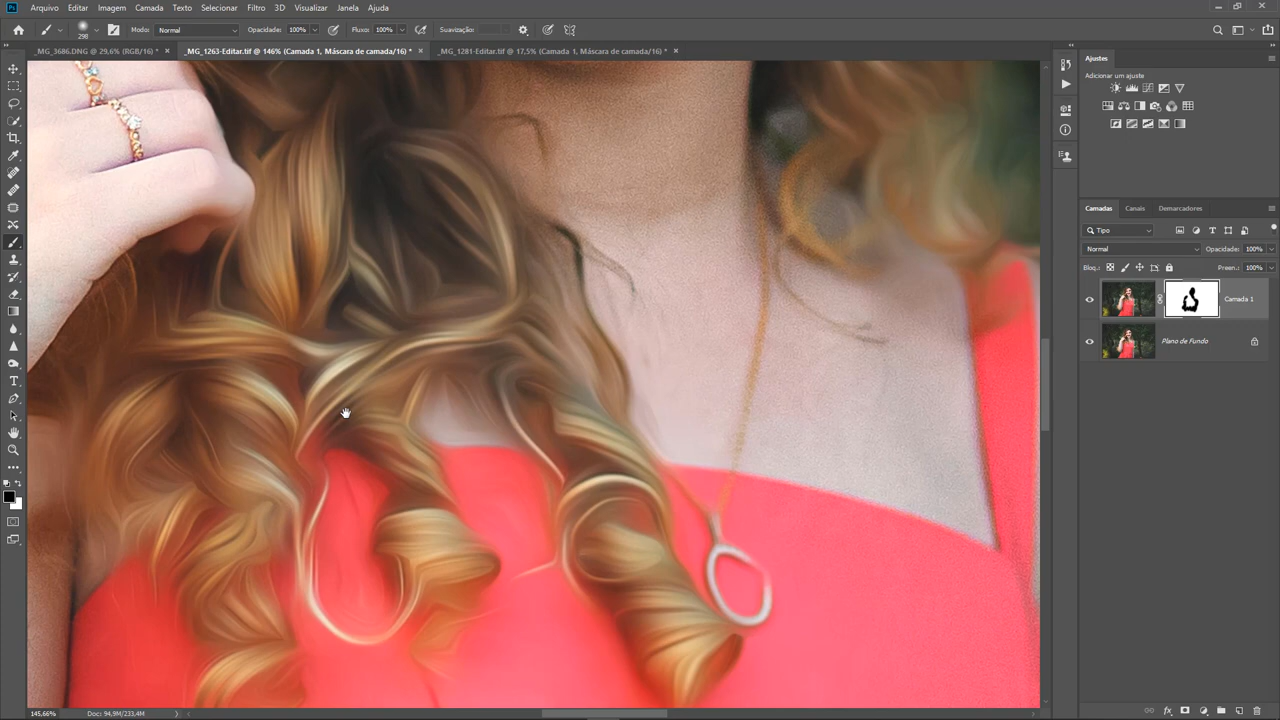 Ps Arquivo Editar Imagem Camada Texto Selecionar Filtro 3D Visualizar Janela Ajuda
298 Modo: Normal Opacidade: 100% Fluxo: 100% Suavização:
_MG_3686.DNG @ 29,6% (RGB/16) * × _MG_1263-Editar.tif @ 146% (Camada 1, Máscara de camada/16) * × _MG_1281-Editar.tif @ 17,5% (Camada 1, Máscara de camada/16) * ×
Ajustes
Adicionar um ajuste
Camadas Canais Demarcadores
Tipo
Normal Opacidade: 100%
Bloq.: Preen.: 100%
Camada 1
Plano de Fundo
145,66% Doc: 94,9M/233,4M